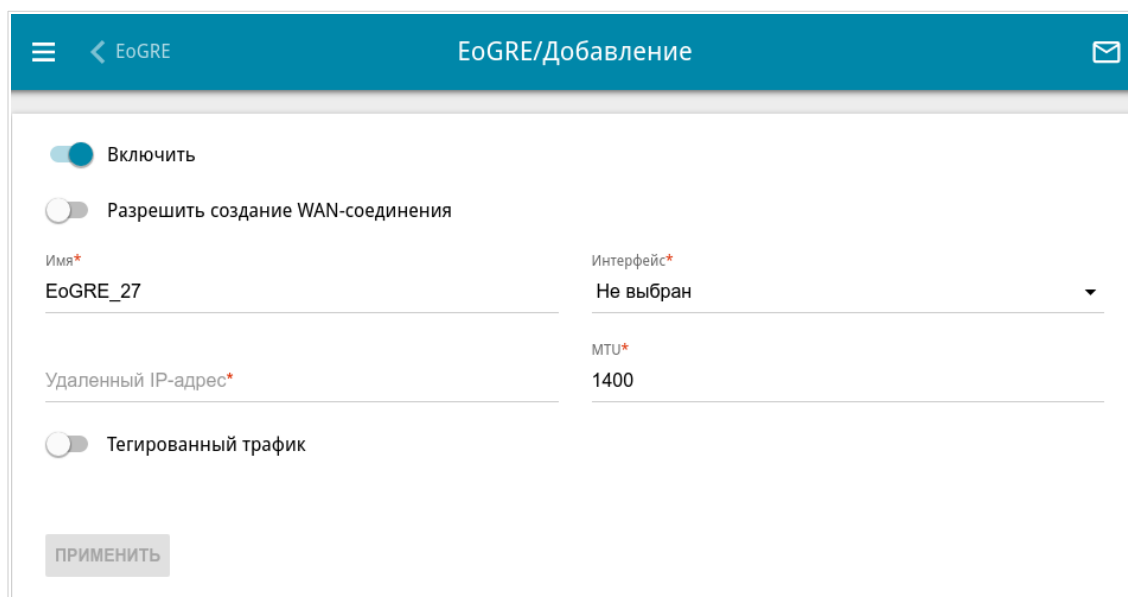 EoGRE
EoGRE/Добавление
Включить
Разрешить создание WAN-соединения
Имя*
Интерфейс*
EoGRE_27
Не выбран
MTU*
Удаленный IP-адрес*
1400
Тегированный трафик
ПРИМЕНИТЬ